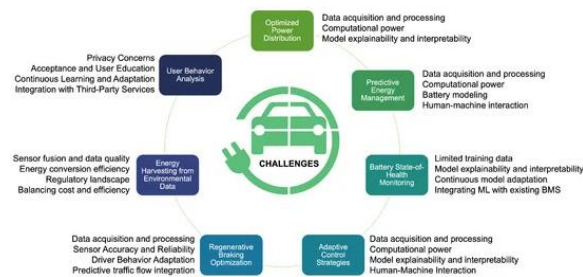 Optimized
Power
Distribution
Data acquisition and processing
Computational power
Model explainability and interpretability
Predictive
Energy
Management
Data acquisition and processing
Computational power
Battery modeling
Human-machine interaction
Battery State-of-
Health
Monitoring
Limited training data
Model explainability and interpretability
Continuous model adaptation
Integrating ML with existing BMS
Adaptive
Control
Strategies
Data acquisition and processing
Computational power
Model explainability and interpretability
Human-Machine Interaction
Regenerative
Braking
Optimization
Data acquisition and processing
Sensor Accuracy and Reliability
Driver Behavior Adaptation
Predictive traffic flow integration
Energy
Harvesting from
Environmental
Data
Sensor fusion and data quality
Energy conversion efficiency
Regulatory landscape
Balancing cost and efficiency
User Behavior
Analysis
Privacy Concerns
Acceptance and User Education
Continuous Learning and Adaptation
Integration with Third-Party Services
CHALLENGES